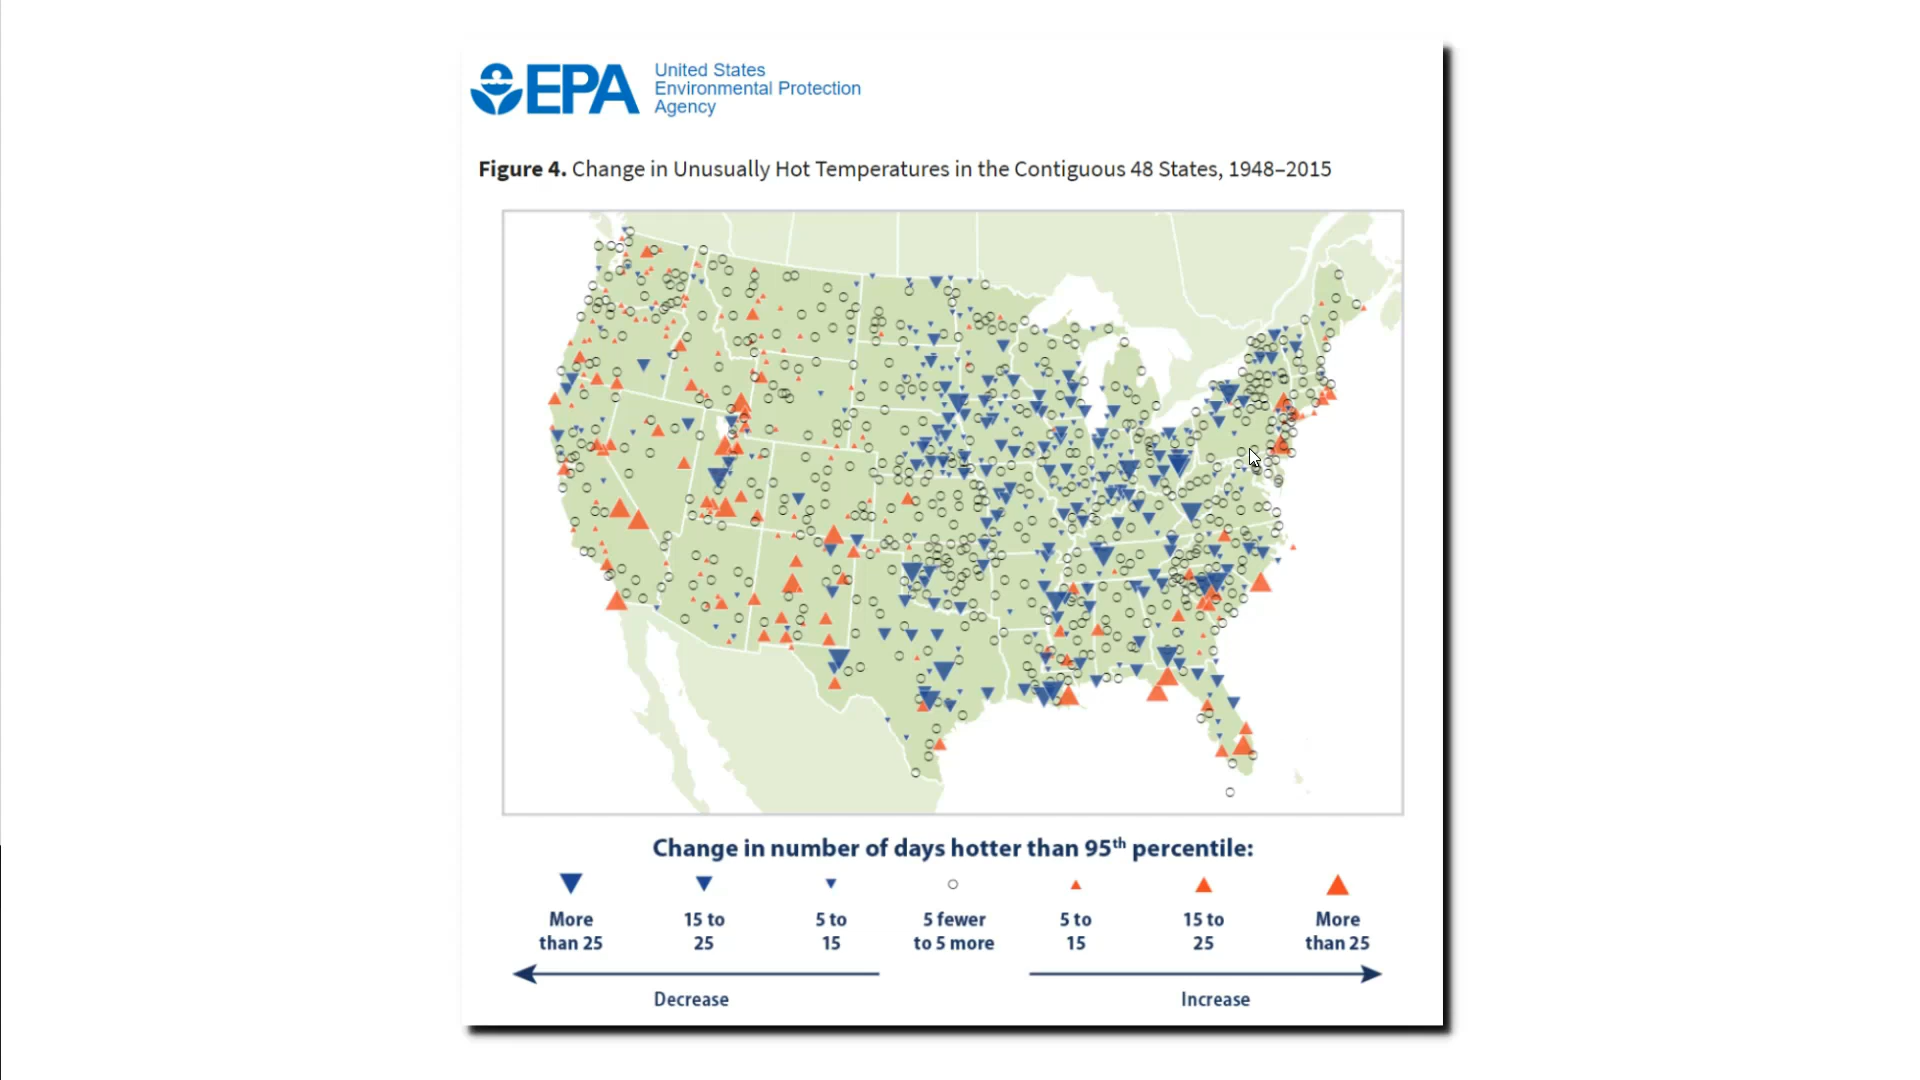 EPA
United States
Environmental Protection
Agency
Figure 4. Change in Unusually Hot Temperatures in the Contiguous 48 States, 1948–2015
Change in number of days hotter than 95th percentile:
More than 25
15 to 25
5 to 15
5 fewer to 5 more
5 to 15
15 to 25
More than 25
Decrease
Increase